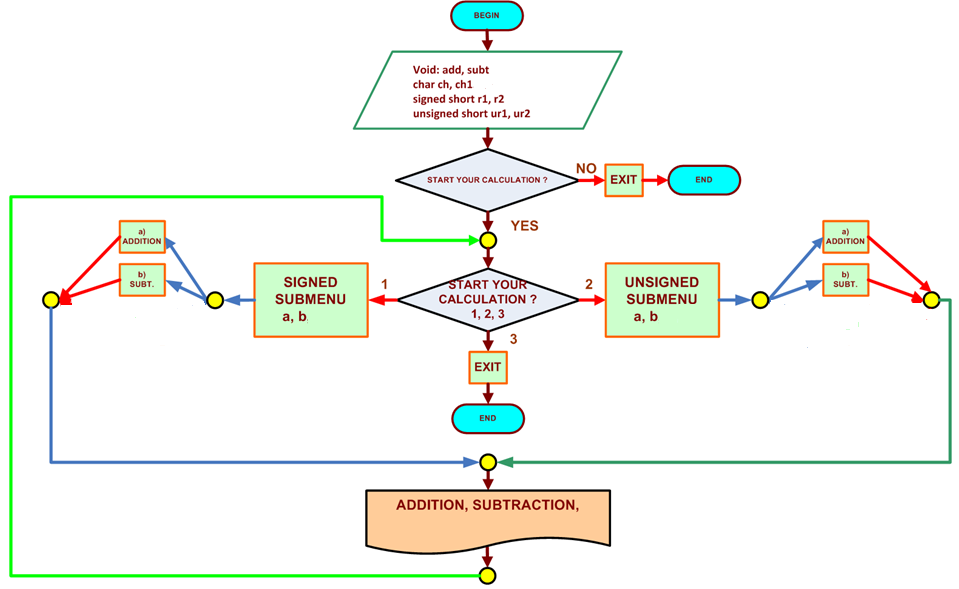 BEGIN
Void: add, subt
char ch, ch1
signed short r1, r2
unsigned short ur1, ur2
START YOUR CALCULATION ?
NO
EXIT
END
YES
a)
ADDITION
b)
SUBT.
SIGNED
SUBMENU
a, b.
1
START YOUR
CALCULATION ?
1, 2, 3
2
UNSIGNED
SUBMENU
a, b
a)
ADDITION
b)
SUBT.
3
EXIT
END
ADDITION, SUBTRACTION,